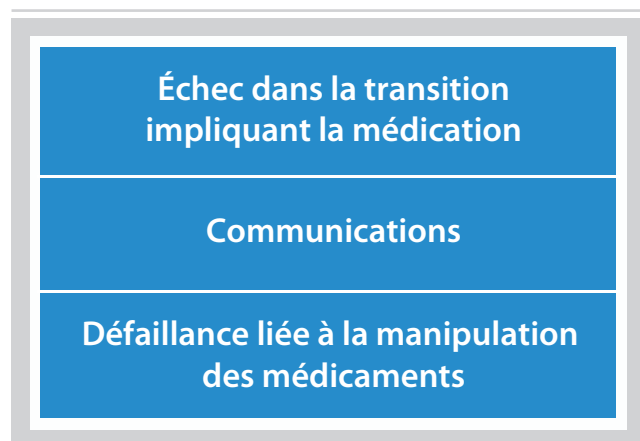 Échec dans la transition
impliquant la médication
Communications
Défaillance liée à la manipulation
des médicaments